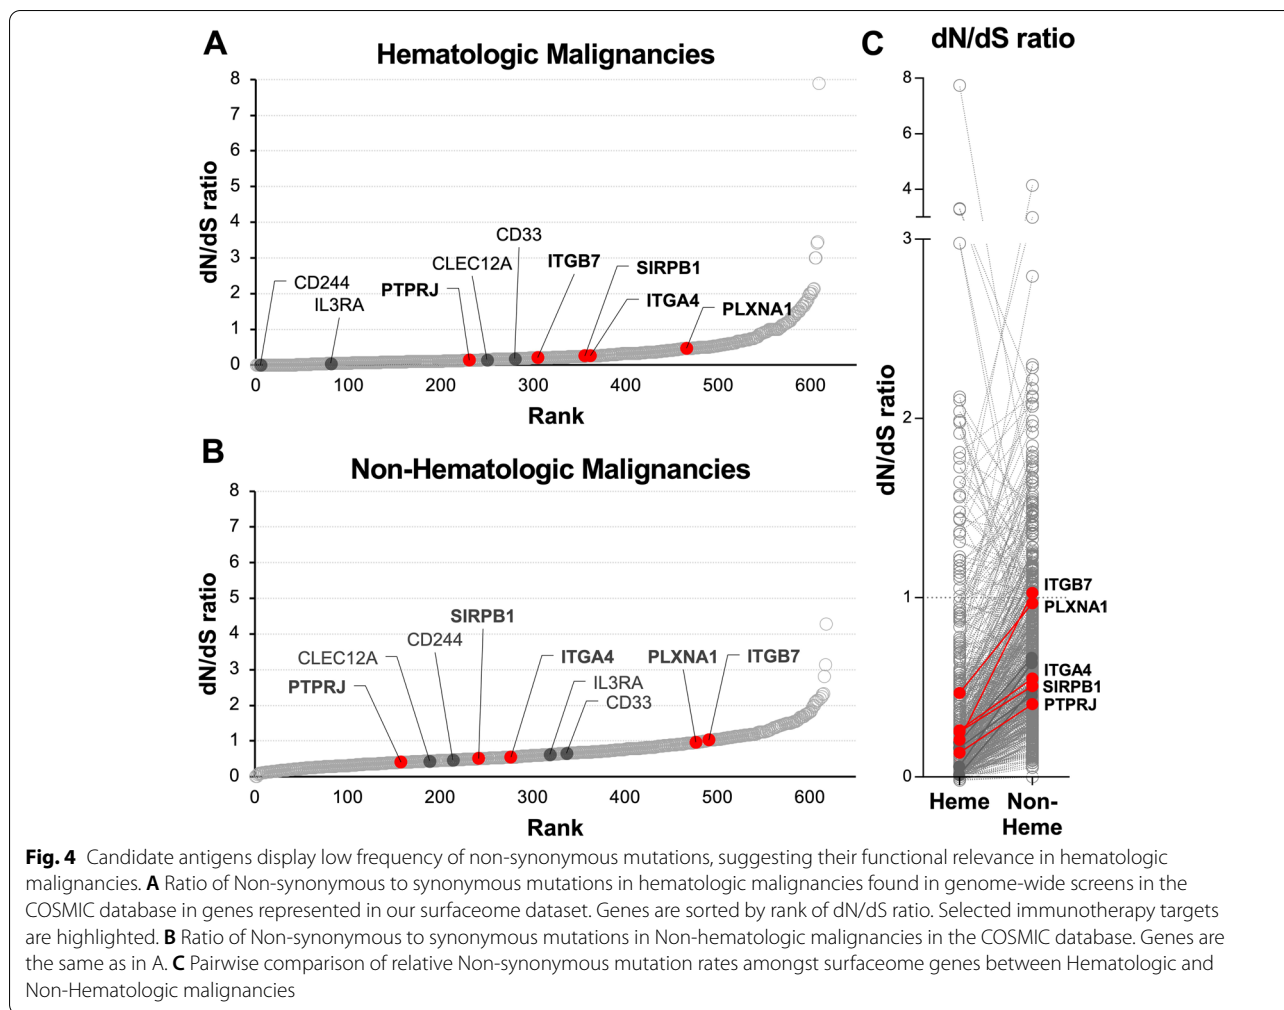 A
Hematologic Malignancies
dN/dS ratio
8
7
6
5
4
3
2
1
0
CD244
IL3RA
PTPRJ
CLEC12A
CD33
ITGB7
SIRPB1
ITGA4
PLXNA1
0 100 200 300 400 500 600
Rank
B
Non-Hematologic Malignancies
dN/dS ratio
8
7
6
5
4
3
2
1
0
PTPRJ
CLEC12A
CD244
SIRPB1
ITGA4
IL3RA
CD33
PLXNA1
ITGB7
0 100 200 300 400 500 600
Rank
C
dN/dS ratio
dN/dS ratio
8
6
4
3
2
1
0
ITGB7
PLXNA1
ITGA4
SIRPB1
PTPRJ
Heme Non-
Heme
Fig. 4 Candidate antigens display low frequency of non-synonymous mutations, suggesting their functional relevance in hematologic
malignancies. A Ratio of Non-synonymous to synonymous mutations in hematologic malignancies found in genome-wide screens in the
COSMIC database in genes represented in our surfaceome dataset. Genes are sorted by rank of dN/dS ratio. Selected immunotherapy targets
are highlighted. B Ratio of Non-synonymous to synonymous mutations in Non-hematologic malignancies in the COSMIC database. Genes are
the same as in A. C Pairwise comparison of relative Non-synonymous mutation rates amongst surfaceome genes between Hematologic and
Non-Hematologic malignancies